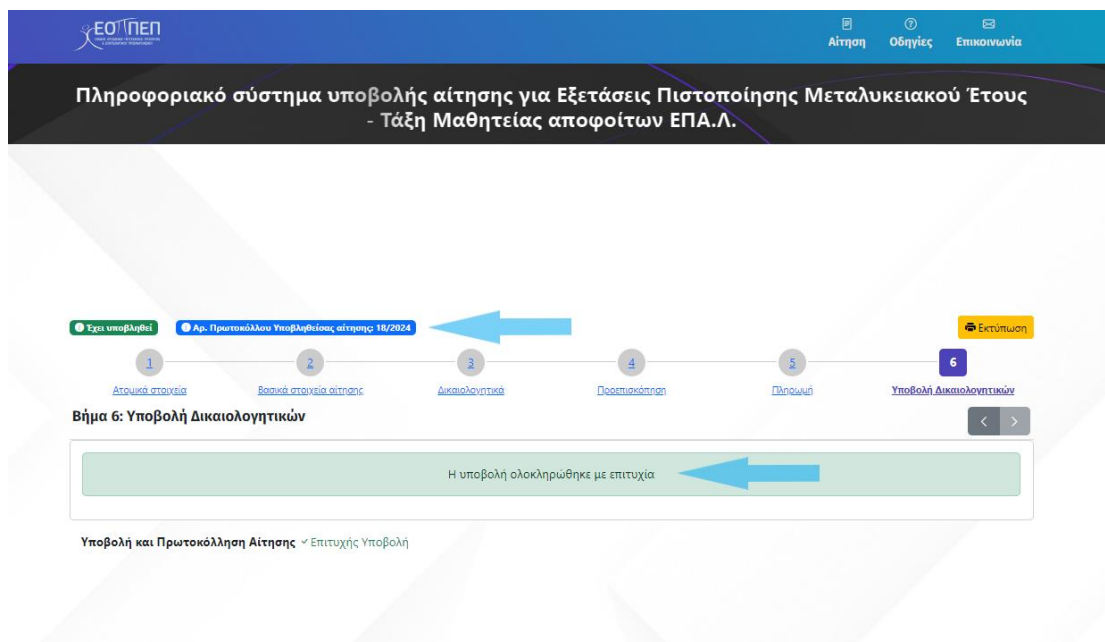 ΕΟΠΠΕΠ
Αίτηση
Οδηγίες
Επικοινωνία
Πληροφοριακό σύστημα υποβολής αίτησης για Εξετάσεις Πιστοποίησης Μεταλυκειακού Έτους
- Τάξη Μαθητείας αποφοίτων ΕΠΑ.Λ.
Έχει υποβληθεί
Αρ. Πρωτοκόλλου Υποβληθείσας αίτησης: 18/2024
Εκτύπωση
1
2
3
4
5
6
Ατομικά στοιχεία
Βασικά στοιχεία αίτησης
Δικαιολογητικά
Προεπισκόπηση
Πληρωμή
Υποβολή Δικαιολογητικών
Βήμα 6: Υποβολή Δικαιολογητικών
Η υποβολή ολοκληρώθηκε με επιτυχία
Υποβολή και Πρωτοκόλληση Αίτησης ✓ Επιτυχής Υποβολή